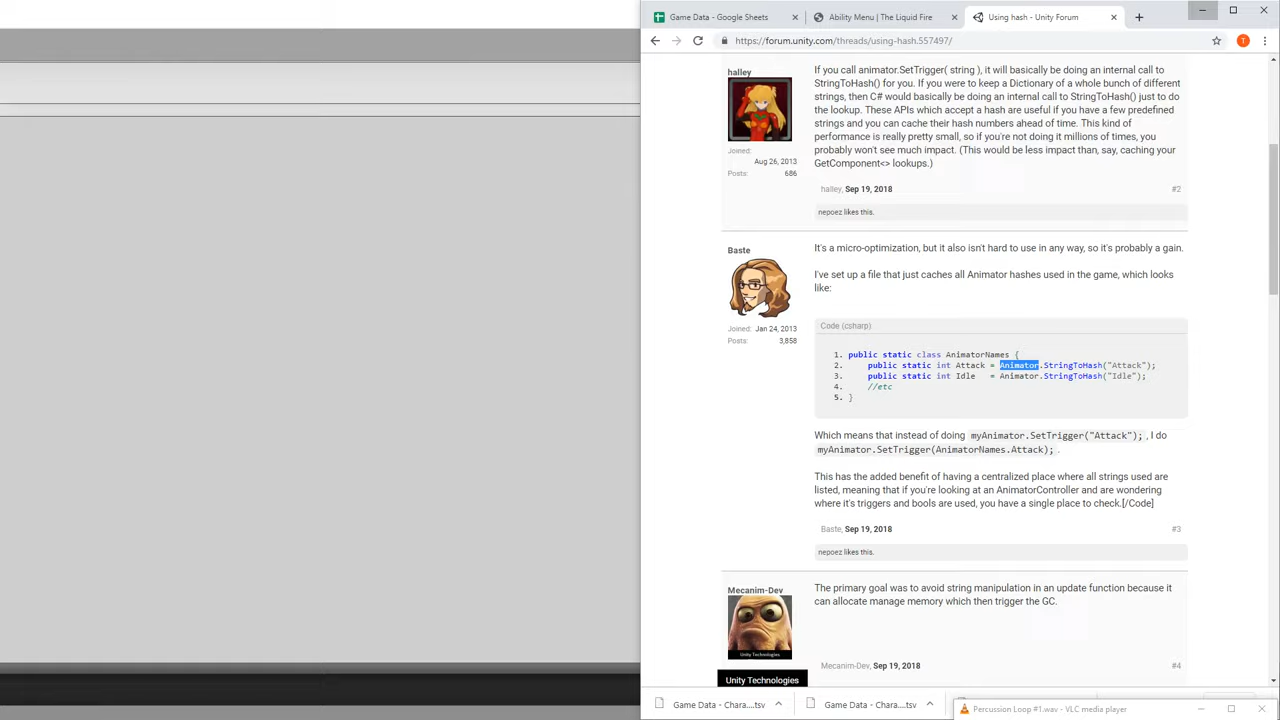 Game Data - Google Sheets
Ability Menu | The Liquid Fire
Using hash - Unity Forum
https://forum.unity.com/threads/using-hash.557497/
T
halley
Joined:
Aug 26, 2013
Posts: 686
If you call animator.SetTrigger( string ), it will basically be doing an internal call to
StringToHash() for you. If you were to keep a Dictionary of a whole bunch of different
strings, then C# would basically be doing an internal call to StringToHash() just to do
the lookup. These APIs which accept a hash are useful if you have a few predefined
strings and you can cache their hash numbers ahead of time. This kind of
performance is really pretty small, so if you're not doing it millions of times, you
probably won't see much impact. (This would be less impact than, say, caching your
GetComponent<> lookups.)
halley, Sep 19, 2018 #2
nepoez likes this.
Baste
Joined: Jan 24, 2013
Posts: 3,858
It's a micro-optimization, but it also isn't hard to use in any way, so it's probably a gain.
I've set up a file that just caches all Animator hashes used in the game, which looks
like:
Code (csharp)
1. public static class AnimatorNames {
2. public static int Attack = Animator.StringToHash("Attack");
3. public static int Idle = Animator.StringToHash("Idle");
4. //etc
5. }
Which means that instead of doing myAnimator.SetTrigger("Attack"); , I do
myAnimator.SetTrigger(AnimatorNames.Attack); .
This has the added benefit of having a centralized place where all strings used are
listed, meaning that if you're looking at an AnimatorController and are wondering
where it's triggers and bools are used, you have a single place to check.[/Code]
Baste, Sep 19, 2018 #3
nepoez likes this.
Mecanim-Dev
Unity Technologies
Unity Technologies
The primary goal was to avoid string manipulation in an update function because it
can allocate manage memory which then trigger the GC.
Mecanim-Dev, Sep 19, 2018 #4
Game Data - Chara....tsv
Game Data - Chara....tsv
Percussion Loop #1.wav - VLC media player